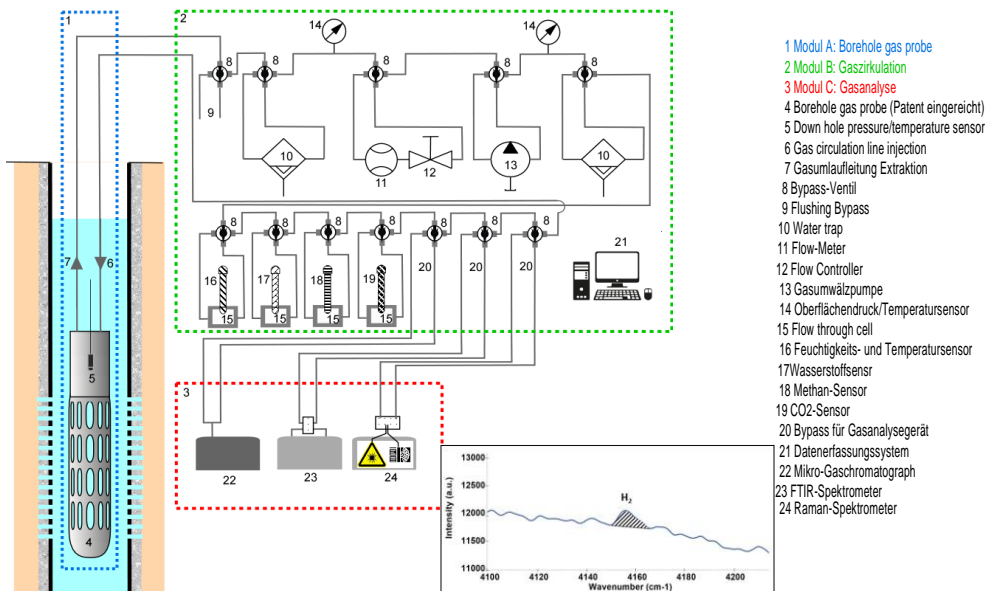 1
2
14
14
8
8
8
8
8
9
10
11
12
13
10
8
8
8
8
8
8
8
16
17
18
19
20
20
20
21
15
15
15
15
7
6
5
4
3
22
23
24
13000
12500
12000
11500
11000
Intensity (a.u.)
H2
4100 4120 4140 4160 4180 4200
Wavenumber (cm-1)
1 Modul A: Borehole gas probe
2 Modul B: Gaszirkulation
3 Modul C: Gasanalyse
4 Borehole gas probe (Patent eingereicht)
5 Down hole pressure/temperature sensor
6 Gas circulation line injection
7 Gasumlaufleitung Extraktion
8 Bypass-Ventil
9 Flushing Bypass
10 Water trap
11 Flow-Meter
12 Flow Controller
13 Gasumwälzpumpe
14 Oberflächendruck/Temperatursensor
15 Flow through cell
16 Feuchtigkeits- und Temperatursensor
17Wasserstoffsensr
18 Methan-Sensor
19 CO2-Sensor
20 Bypass für Gasanalysegerät
21 Datenerfassungssystem
22 Mikro-Gaschromatograph
23 FTIR-Spektrometer
24 Raman-Spektrometer